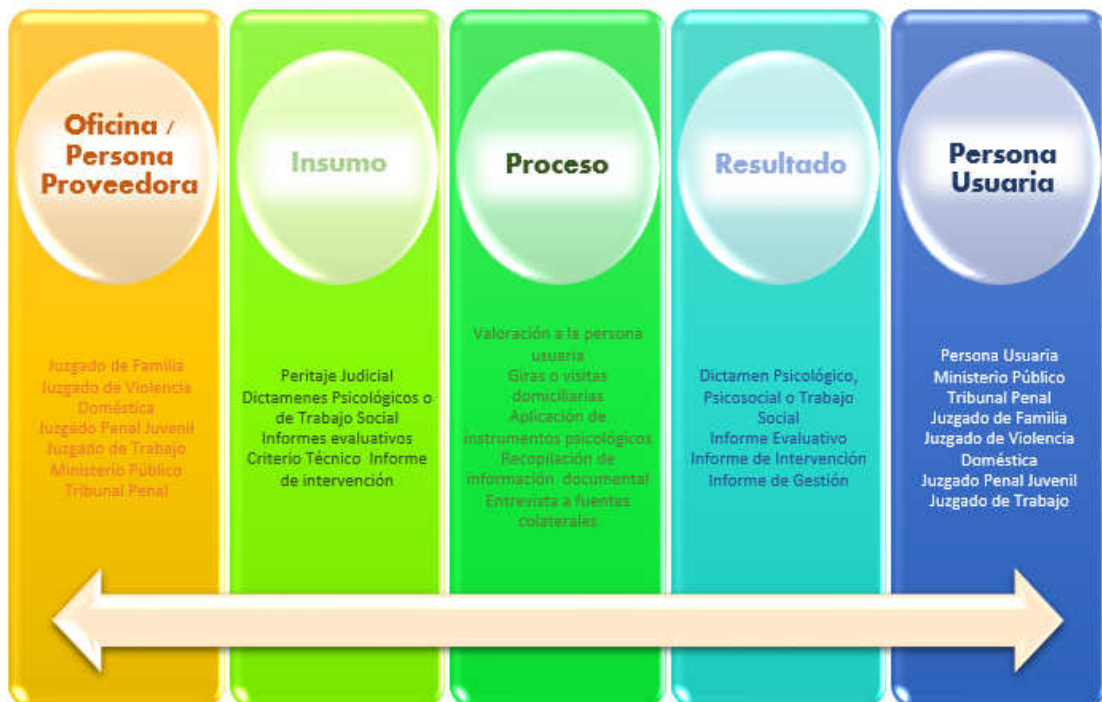 Oficina /
Persona
Proveedora
Juzgado de Familia
Juzgado de Violencia
Doméstica
Juzgado Penal Juvenil
Juzgado de Trabajo
Ministerio Público
Tribunal Penal
Insumo
Peritaje Judicial
Dictamenes Psicológicos o
de Trabajo Social
Informes evaluativos
Criterio Técnico Informe
de intervención
Proceso
Valoración a la persona
usuaria
Giras o visitas
domiciliarias
Aplicación de
instrumentos psicológicos
Recopilación de
información documental
Entrevista a fuentes
colaterales
Resultado
Dictamen Psicológico,
Psicosocial o Trabajo
Social
Informe Evaluativo
Informe de Intervención
Informe de Gestión
Persona
Usuaria
Persona Usuaria
Ministerio Público
Tribunal Penal
Juzgado de Familia
Juzgado de Violencia
Doméstica
Juzgado Penal Juvenil
Juzgado de Trabajo